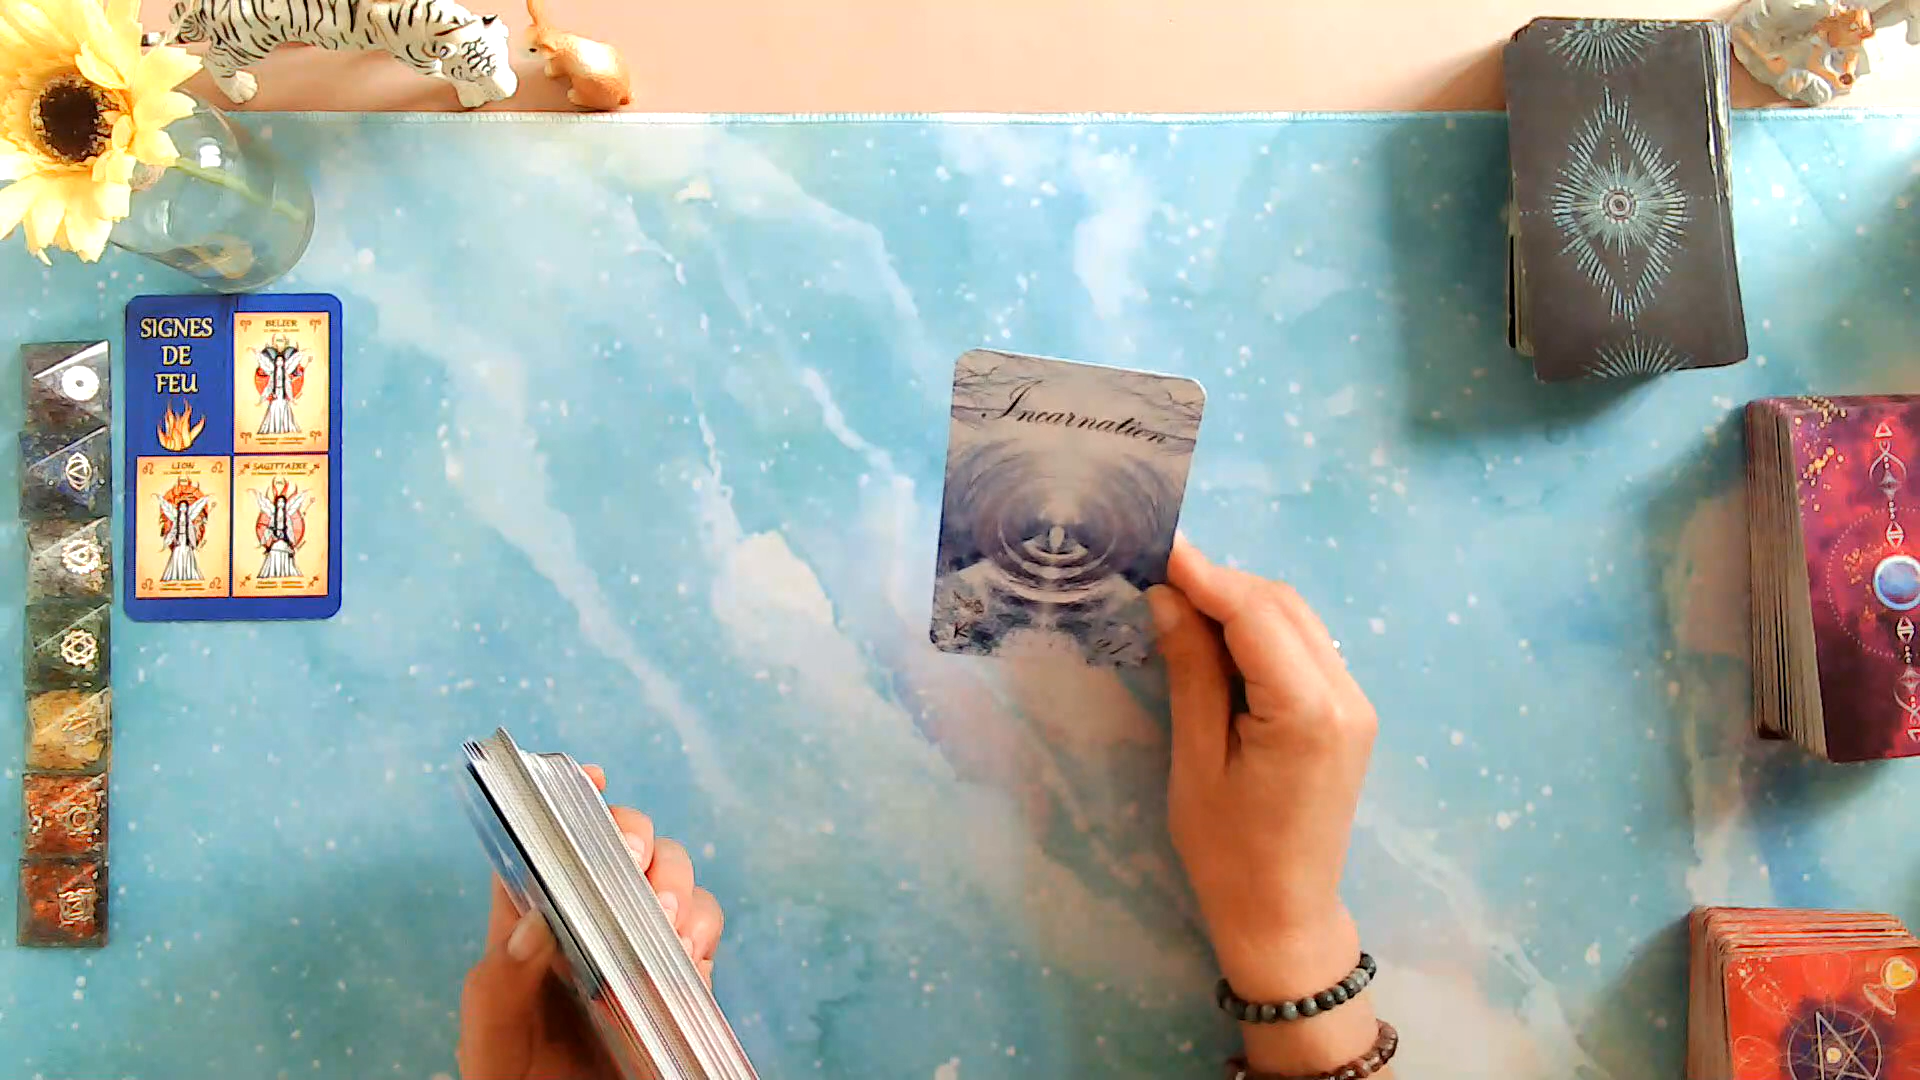 SIGNES
DE
FEU
BELIER
LION
SAGITTAIRE
Incarnation
K